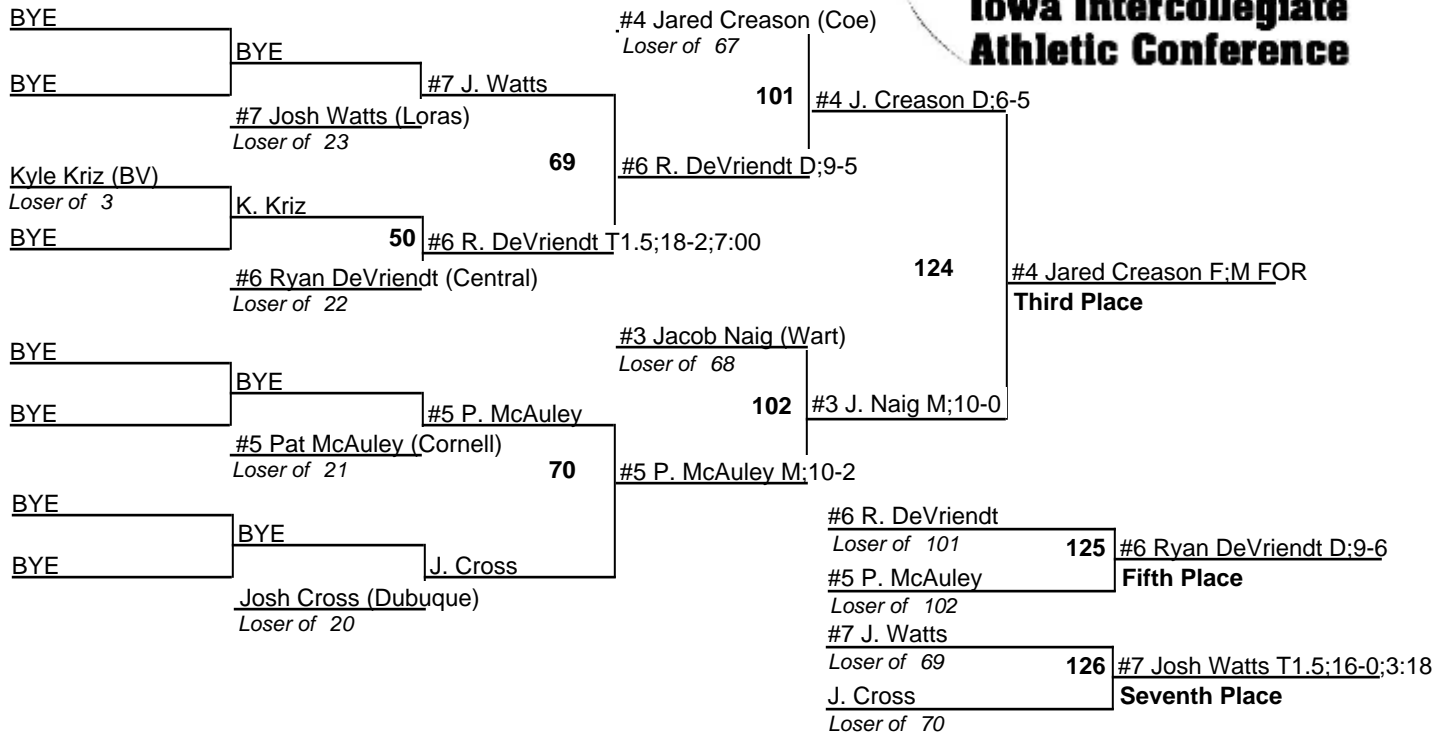 Iowa Intercollegiate
Athletic Conference
BYE
BYE
BYE
#7 Josh Watts (Loras)
Loser of 23
#7 J. Watts
Kyle Kriz (BV)
Loser of 3
BYE
K. Kriz
50
#6 Ryan DeVriendt (Central)
Loser of 22
#6 R. DeVriendt T1.5;18-2;7:00
69
#6 R. DeVriendt D;9-5
#4 Jared Creason (Coe)
Loser of 67
101
#4 J. Creason D;6-5
BYE
BYE
BYE
#5 Pat McAuley (Cornell)
Loser of 21
#5 P. McAuley
BYE
BYE
BYE
Josh Cross (Dubuque)
Loser of 20
J. Cross
70
#5 P. McAuley M;10-2
#3 Jacob Naig (Wart)
Loser of 68
102
#3 J. Naig M;10-0
124
#4 Jared Creason F;M FOR
Third Place
#6 R. DeVriendt
Loser of 101
#5 P. McAuley
Loser of 102
125
#6 Ryan DeVriendt D;9-6
Fifth Place
#7 J. Watts
Loser of 69
J. Cross
Loser of 70
126
#7 Josh Watts T1.5;16-0;3:18
Seventh Place